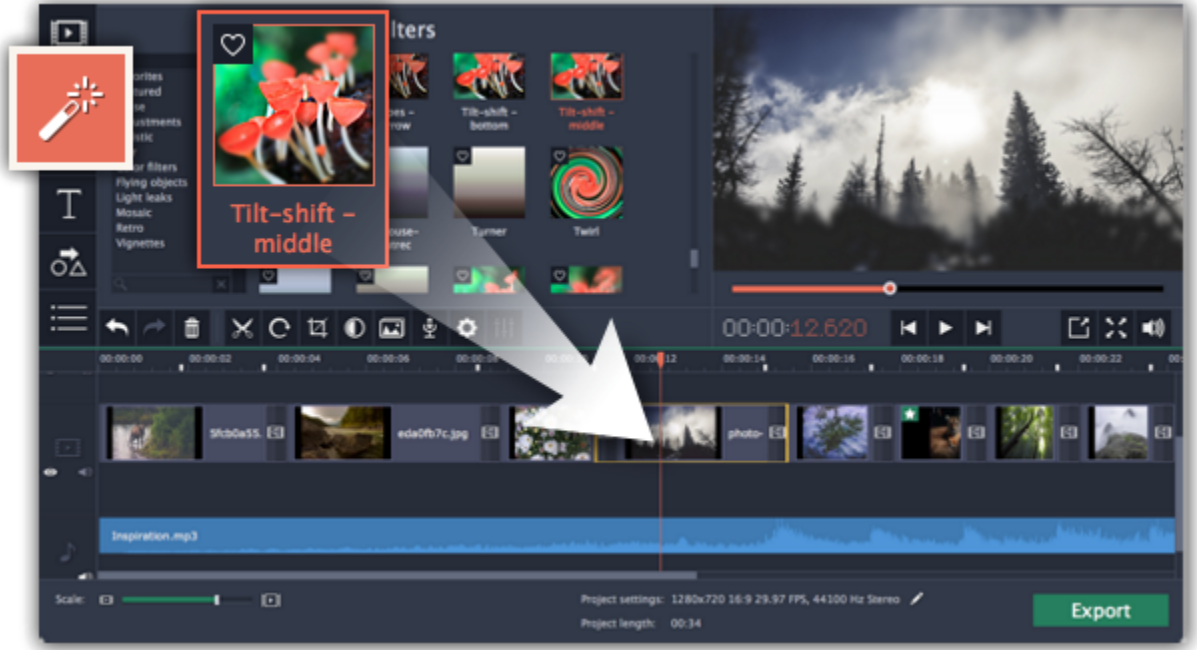 lters
Tilt-shift –
bottom
Tilt-shift –
middle
Color filters
Flying objects
Light leaks
Mosaic
Retro
Vignettes
Tilt-shift –
middle
Turner
Twirl
T
00:00:12.620
00:00:00
00:00:02
00:00:04
00:00:06
00:00:14
00:00:16
00:00:18
00:00:20
00:00:22
5fcb0a55.
eda0fb7c.jpg
photo-
Inspiration.mp3
Scale:
Project settings: 1280x720 16:9 29.97 FPS, 44100 Hz Stereo
Project length: 00:34
Export